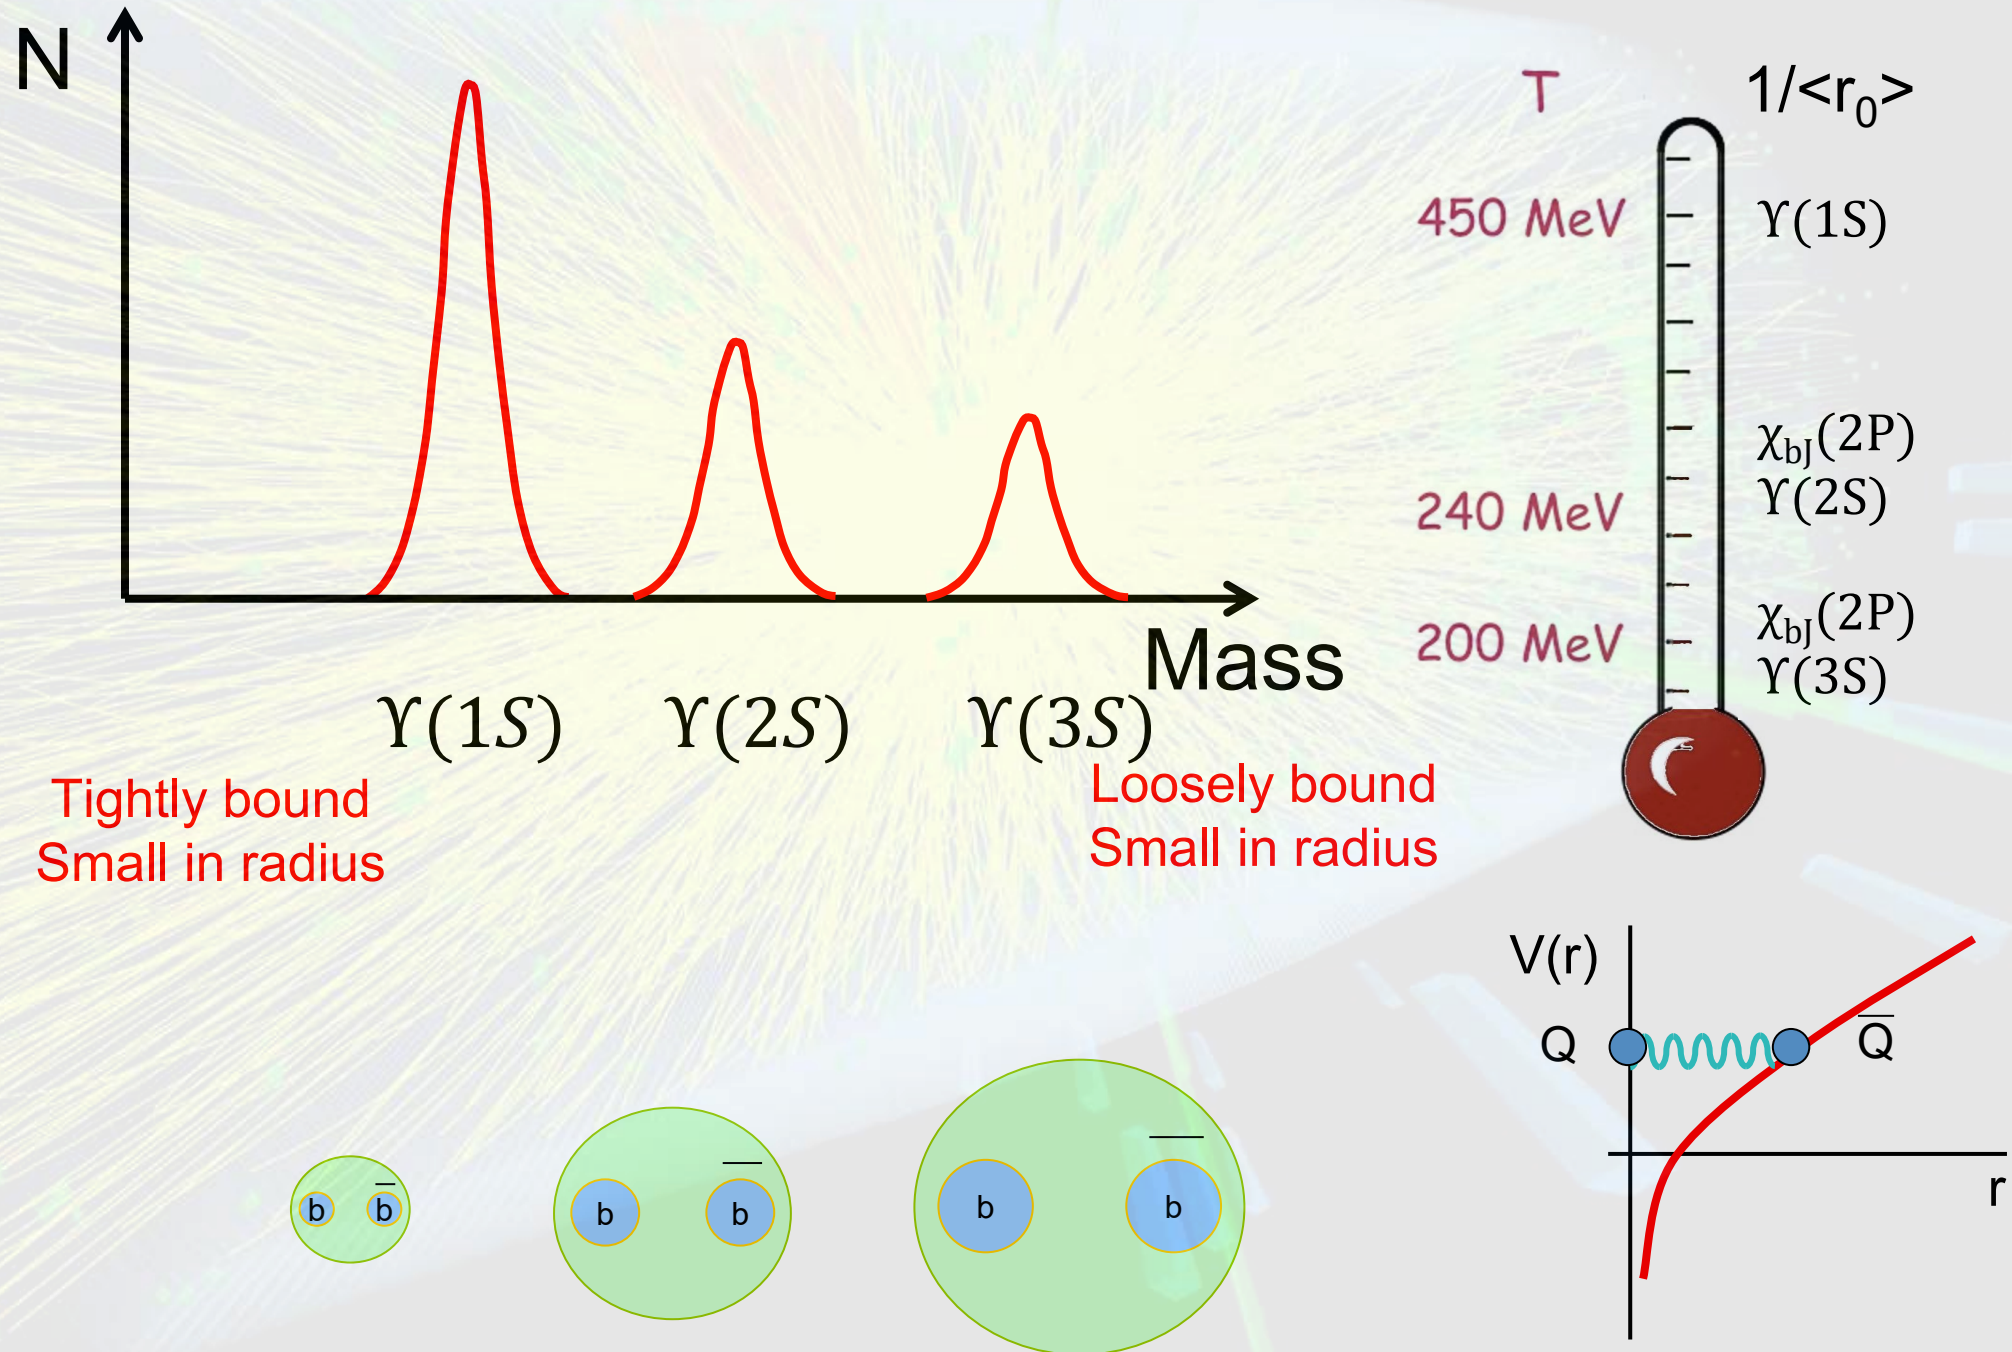 N
Mass
ϒ(1S)
ϒ(2S)
ϒ(3S)
Tightly bound
Small in radius
Loosely bound
Small in radius
T
1/<r₀>
450 MeV
ϒ(1S)
χbJ(2P)
ϒ(2S)
240 MeV
χbJ(2P)
200 MeV
ϒ(3S)
V(r)
Q
Q̅
r
b b̅
b b̅
b b̅